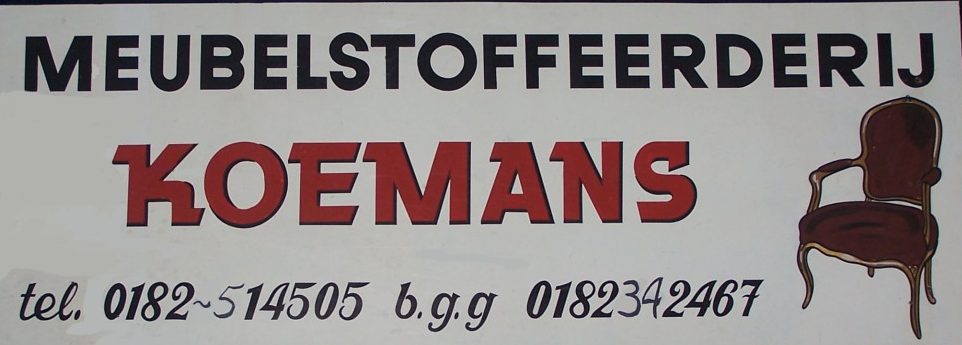 MEUBELSTOFFEERDERIJ
KOEMANS
tel. 0182~514505 b.g.g 0182342467